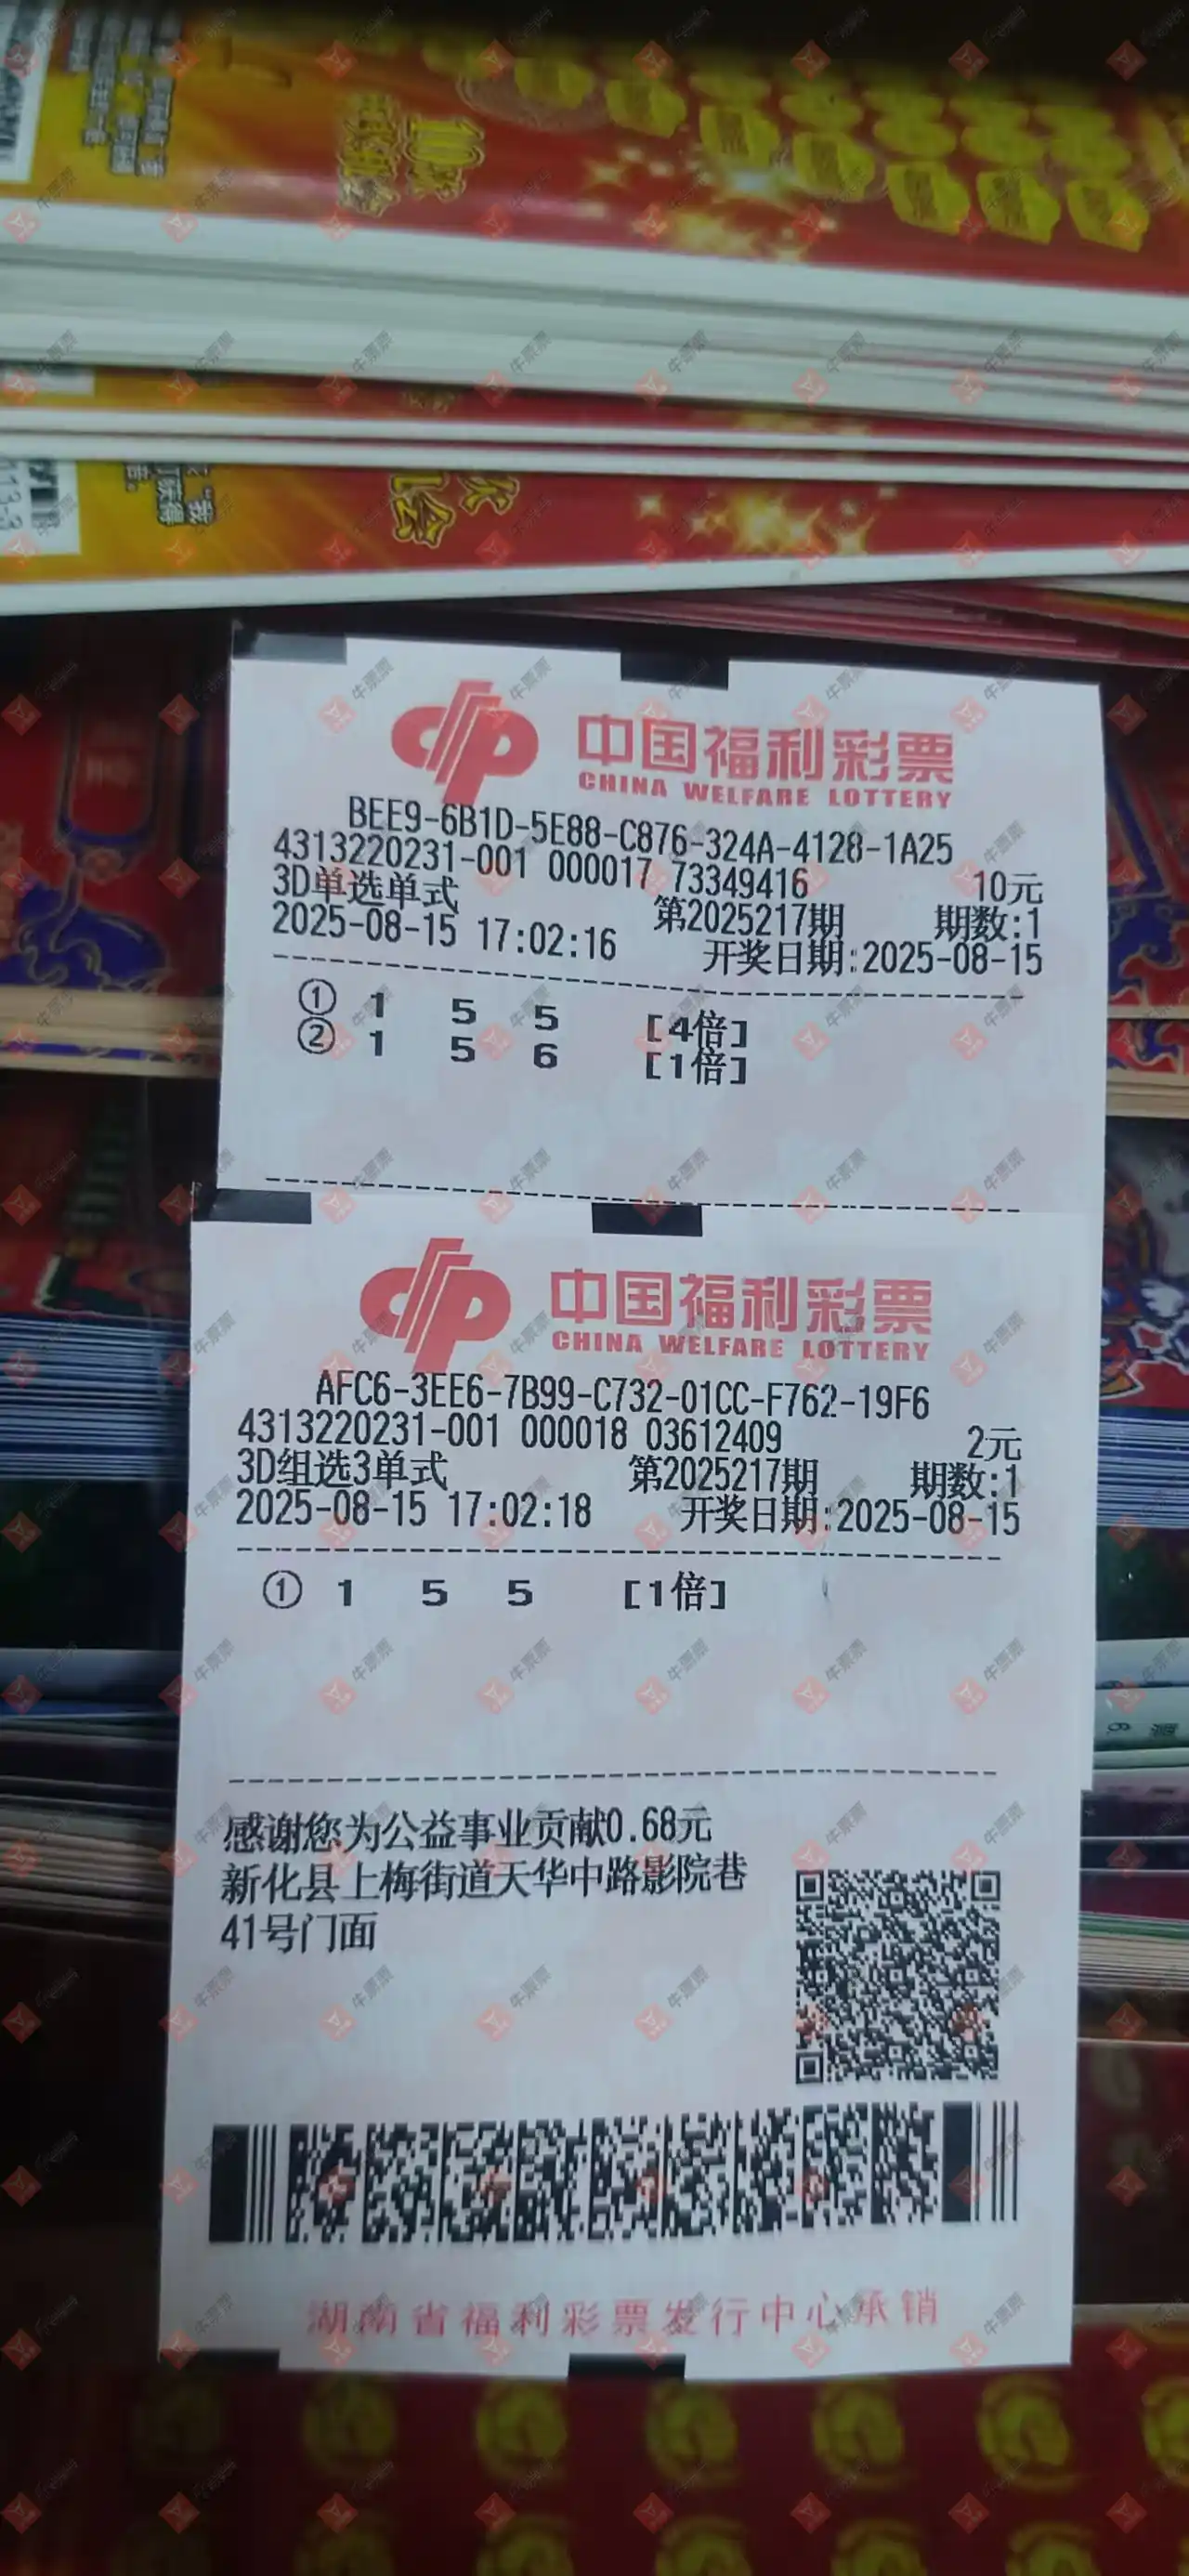 中国福利彩票
CHINA WELFARE LOTTERY
BEE9-6B1D-5E88-C876-324A-4128-1A25
4313220231-001 000017 73349416 10元
3D单选单式 第2025217期 期数:1
2025-08-15 17:02:16 开奖日期:2025-08-15
① 1 5 5 [4倍]
② 1 5 6 [1倍]
中国福利彩票
CHINA WELFARE LOTTERY
AFC6-3EE6-7B99-C732-01CC-F762-19F6
4313220231-001 000018 03612409 2元
3D组选3单式 第2025217期 期数:1
2025-08-15 17:02:18 开奖日期:2025-08-15
① 1 5 5 [1倍]
感谢您为公益事业贡献0.68元
新化县上梅街道天华中路影院巷
41号门面
湖南省福利彩票发行中心承销
牛票票